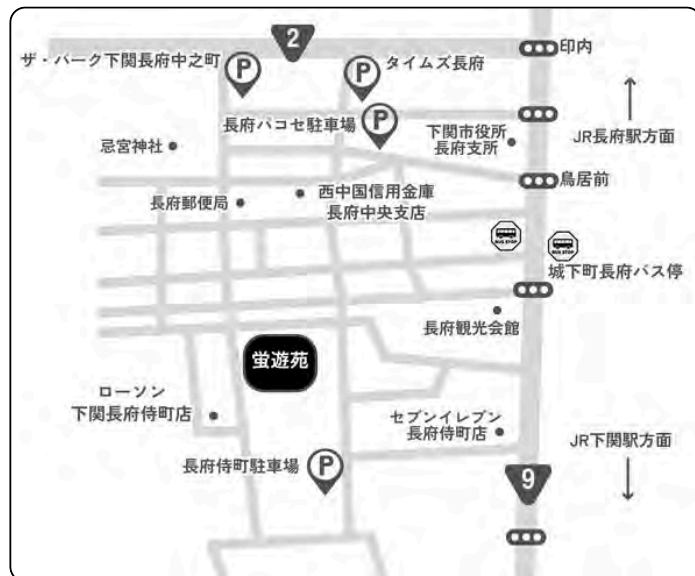 2
印内
ザ・パーク下関長府中之町
P
タイムズ長府
P
長府パコセ駐車場
P
下関市役所
長府支所
JR長府駅方面
忌宮神社
鳥居前
長府郵便局
西中国信用金庫
長府中央支店
BUS STOP
BUS STOP
城下町長府バス停
長府観光会館
蛍遊苑
ローソン
下関長府侍町店
セブンイレブン
長府侍町店
JR下関駅方面
長府侍町駐車場
P
9